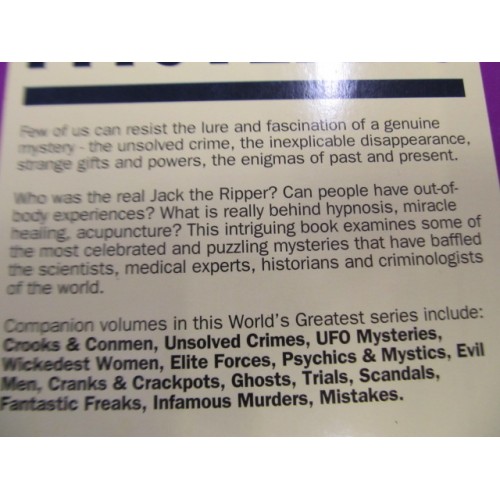 Few of us can resist the lure and fascination of a genuine
mystery - the unsolved crime, the inexplicable disappearance,
strange gifts and powers, the enigmas of past and present.
Who was the real Jack the Ripper? Can people have out-of-
body experiences? What is really behind hypnosis, miracle
healing, acupuncture? This intriguing book examines some of
the most celebrated and puzzling mysteries that have baffled
the scientists, medical experts, historians and criminologists
of the world.
Companion volumes in this World's Greatest series include:
Crooks & Conmen, Unsolved Crimes, UFO Mysteries,
Wickedest Women, Elite Forces, Psychics & Mystics, Evil
Men, Cranks & Crackpots, Ghosts, Trials, Scandals,
Fantastic Freaks, Infamous Murders, Mistakes.